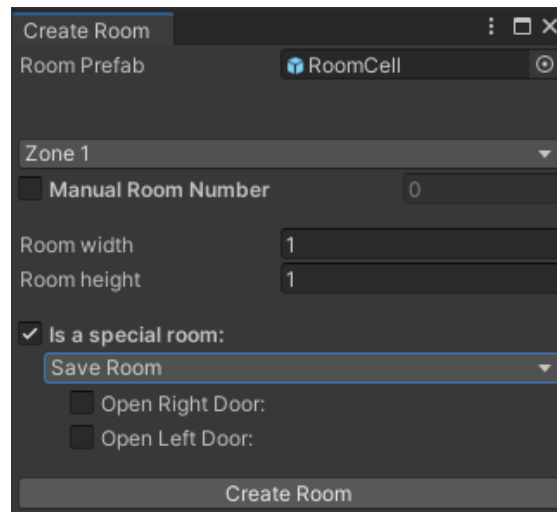 Create Room
Room Prefab RoomCell
Zone 1
Manual Room Number 0
Room width 1
Room height 1
Is a special room:
Save Room
Open Right Door:
Open Left Door:
Create Room